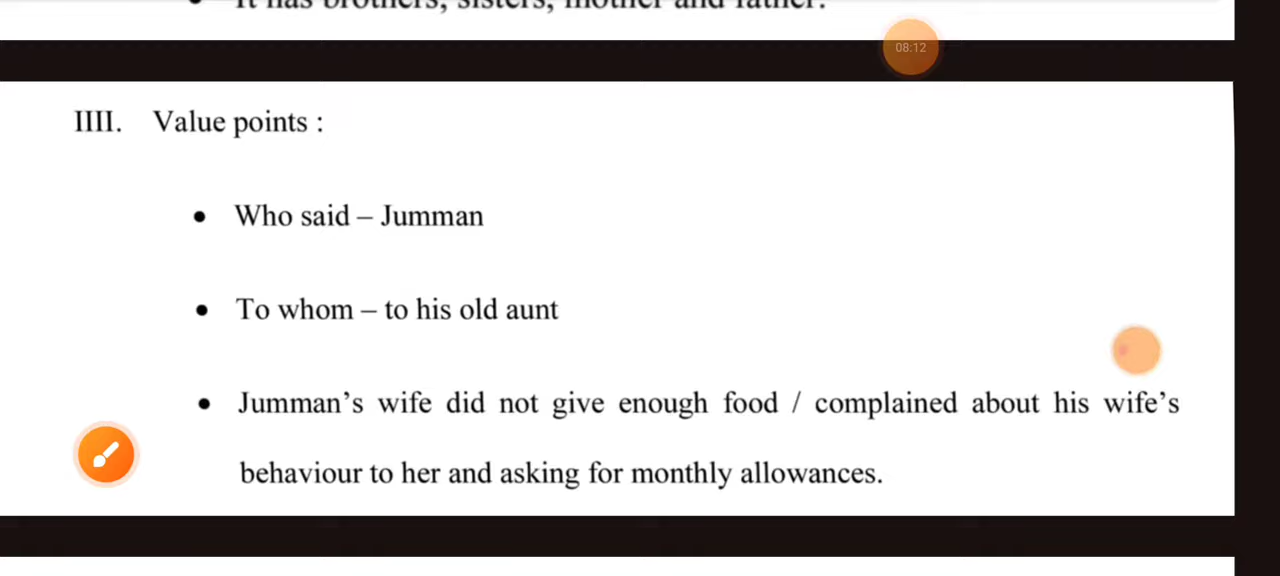 It has brothers, sisters, mother and father.
08:12
IIII. Value points :
• Who said – Jumman
• To whom – to his old aunt
• Jumman's wife did not give enough food / complained about his wife's
behaviour to her and asking for monthly allowances.